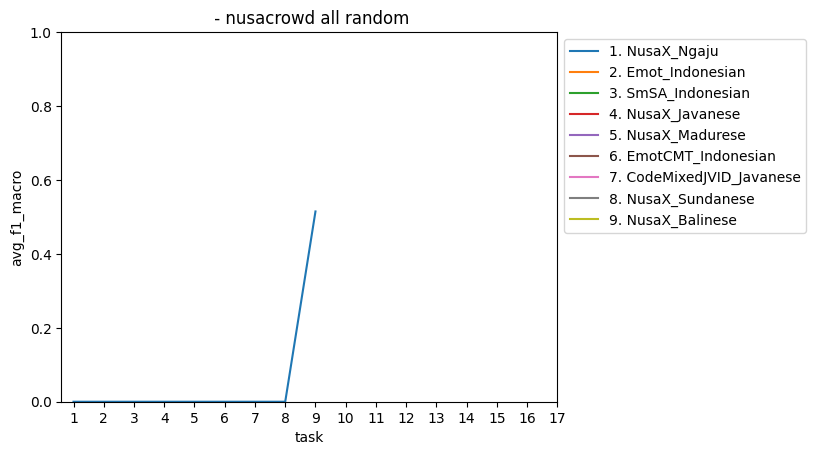 - nusacrowd all random
avg_f1_macro
1.0
0.8
0.6
0.4
0.2
0.0
1 2 3 4 5 6 7 8 9 10 11 12 13 14 15 16 17
task
1. NusaX_Ngaju
2. Emot_Indonesian
3. SmSA_Indonesian
4. NusaX_Javanese
5. NusaX_Madurese
6. EmotCMT_Indonesian
7. CodeMixedJVID_Javanese
8. NusaX_Sundanese
9. NusaX_Balinese